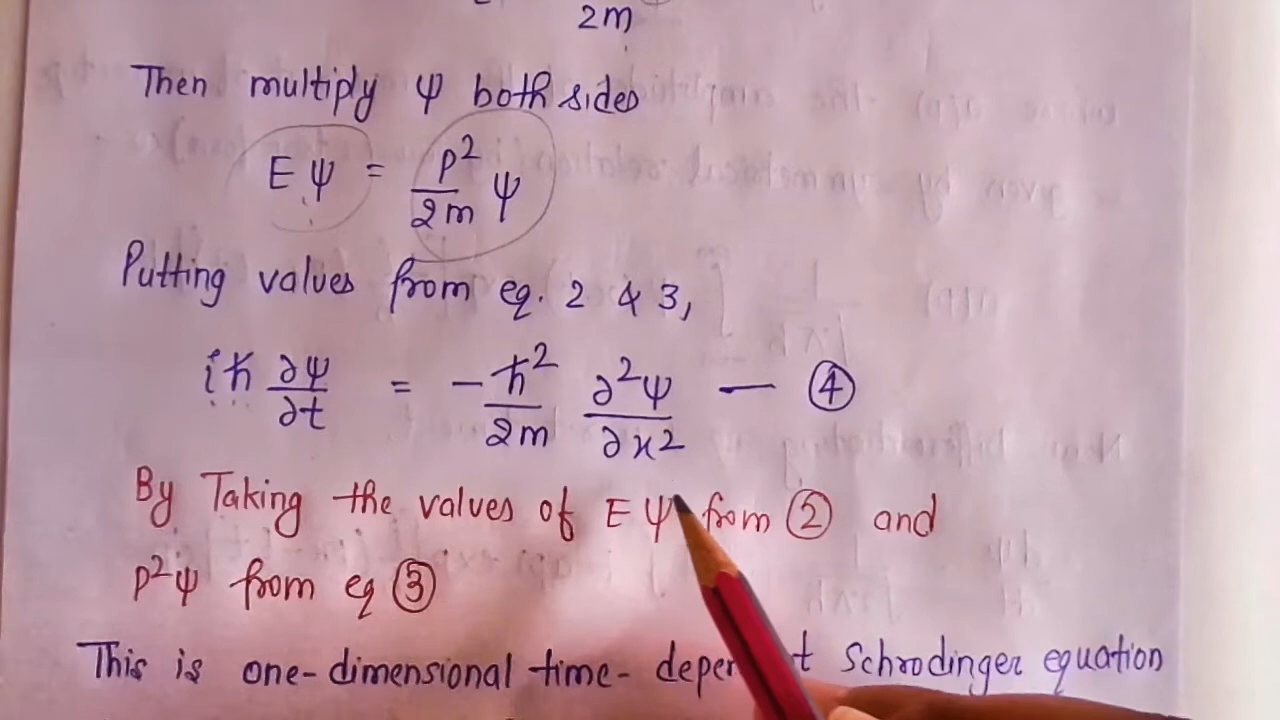 2m
Then multiply ψ both sides
Eψ = p²/2m ψ
Putting values from eq. 2 & 3,
iħ ∂ψ/∂t = -ħ²/2m ∂²ψ/∂x² — ④
By Taking the values of Eψ from ② and
P²ψ from eq ③
This is one-dimensional time- Schrodinger equation